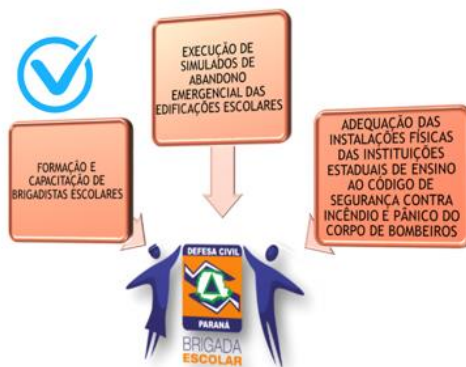 EXECUÇÃO DE
SIMULADOS DE
ABANDONO
EMERGENCIAL DAS
EDIFICAÇÕES ESCOLARES
FORMAÇÃO E
CAPACITAÇÃO DE
BRIGADISTAS ESCOLARES
ADEQUAÇÃO DAS
INSTALAÇÕES FÍSICAS
DAS INSTITUIÇÕES
ESTADUAIS DE ENSINO
AO CÓDIGO DE
SEGURANÇA CONTRA
INCÊNDIO E PÂNICO DO
CORPO DE BOMBEIROS
DEFESA CIVIL
PARANÁ
BRIGADA
ESCOLAR